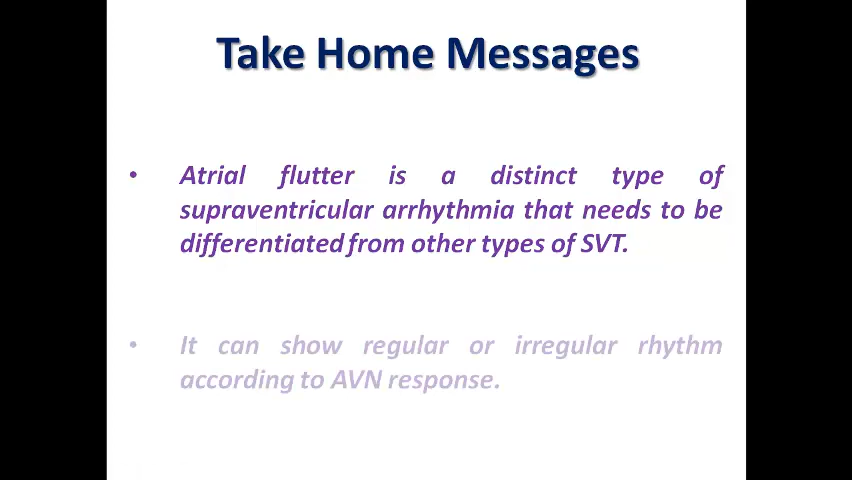 Take Home Messages
• Atrial flutter is a distinct type of
supraventricular arrhythmia that needs to be
differentiated from other types of SVT.
• It can show regular or irregular rhythm
according to AVN response.